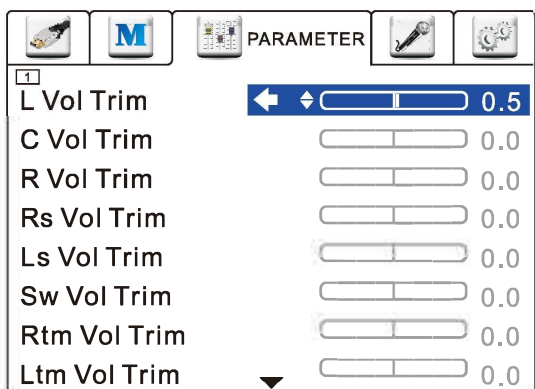 M PARAMETER
1
L Vol Trim 0.5
C Vol Trim 0.0
R Vol Trim 0.0
Rs Vol Trim 0.0
Ls Vol Trim 0.0
Sw Vol Trim 0.0
Rtm Vol Trim 0.0
Ltm Vol Trim 0.0